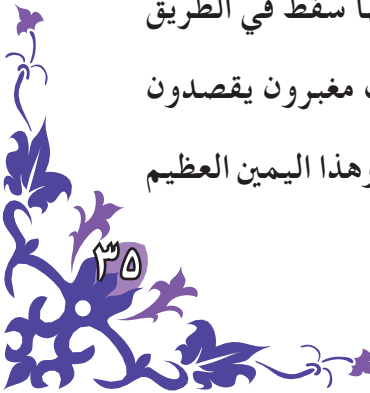 سقط في الطريق
مغبرون يقصدون
وهذا اليمين العظيم
٣٥